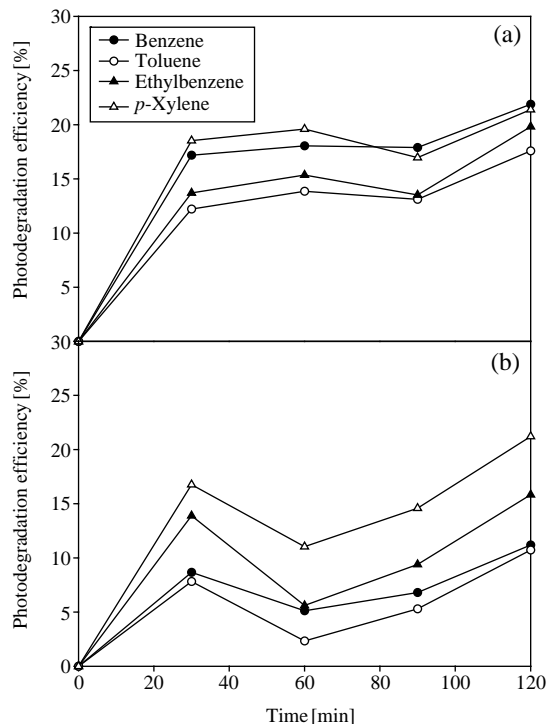 (a)
Benzene
Toluene
Ethylbenzene
p-Xylene
Photodegradation efficiency [%]
30
25
20
15
10
5
30
(b)
Photodegradation efficiency [%]
25
20
15
10
5
0
0 20 40 60 80 100 120
Time [min]